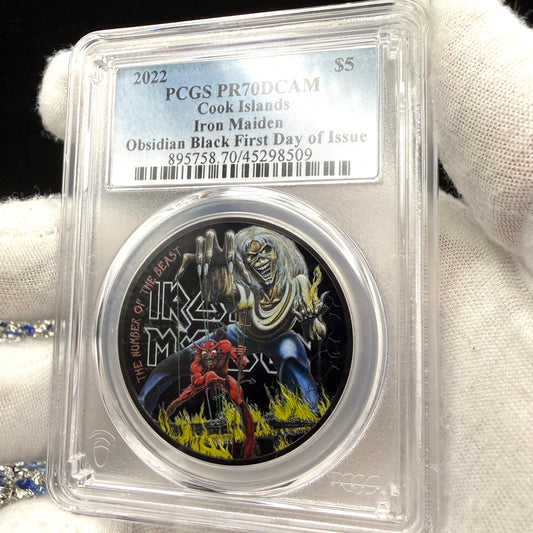 2022 $5
PCGS PR70DCAM
Cook Islands
Iron Maiden
Obsidian Black First Day of Issue
895758.70/45298509
THE NUMBER OF THE BEAST
IRON
MAIDEN
PCGS